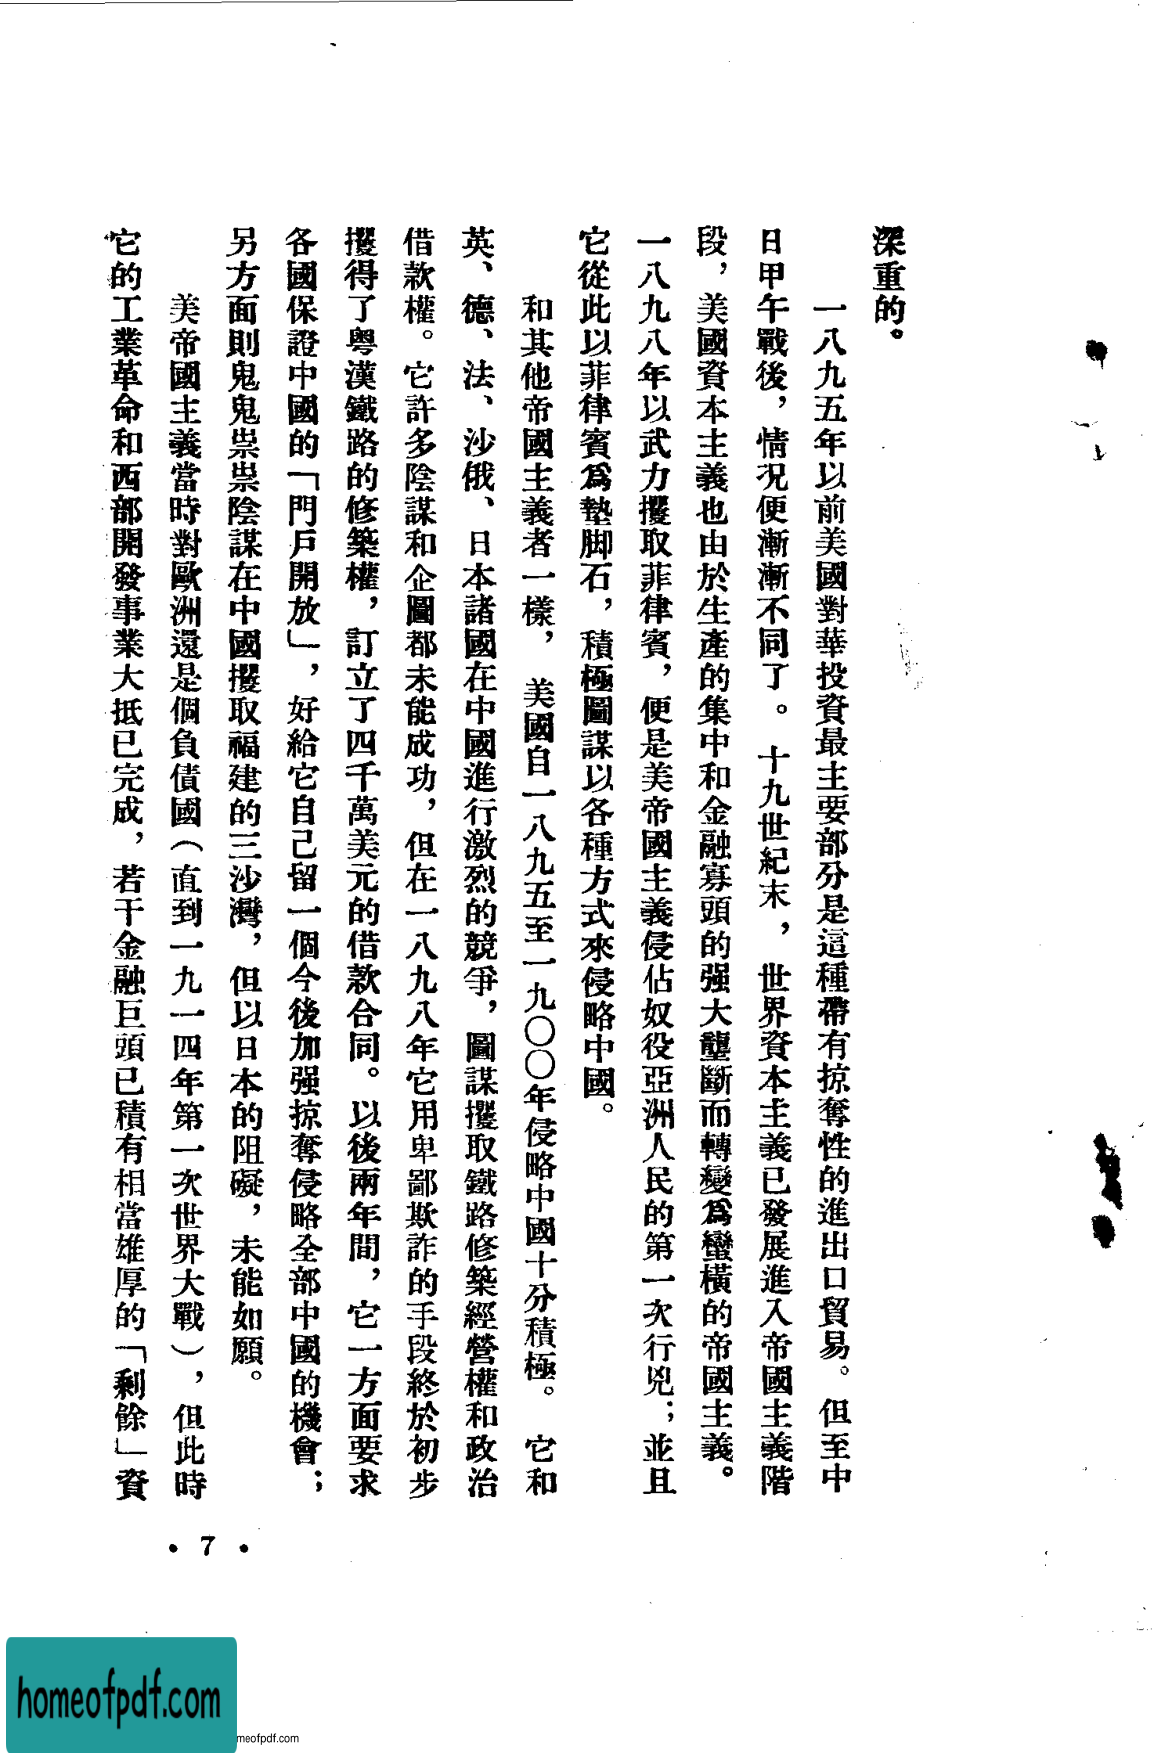 深重的。
一八九五年以前美國對華投資最主要部分是這種帶有掠奪性的進出口貿易。但至中
日甲午戰後，情況便漸漸不同了。十九世紀末，世界資本主義已發展進入帝國主義階
段，美國資本主義也由於生產的集中和金融寡頭的强大壟斷而轉變爲蠻橫的帝國主義。
一八九八年以武力攫取菲律賓，便是美帝國主義侵佔奴役亞洲人民的第一次行兇；並且
它從此以菲律賓爲墊脚石，積極圖謀以各種方式來侵略中國。
和其他帝國主義者一樣，美國自一八九五至一九〇〇年侵略中國十分積極。它和
英、德、法、沙俄、日本諸國在中國進行激烈的競爭，圖謀攫取鐵路修築經營權和政治
借款權。它許多陰謀和企圖都未能成功，但在一八九八年它用卑鄙欺詐的手段終於初步
攫得了粤漢鐵路的修築權，訂立了四千萬美元的借款合同。以後兩年間，它一方面要求
各國保證中國的「門戶開放」，好給它自己留一個今後加强掠奪侵略全部中國的機會；
另方面則鬼鬼祟祟陰謀在中國攫取福建的三沙灣，但以日本的阻礙，未能如願。
美帝國主義當時對歐洲還是個負債國（直到一九一四年第一次世界大戰），但此時
它的工業革命和西部開發事業大抵已完成，若干金融巨頭已積有相當雄厚的「剩餘」資
• 7 •
homeofpdf.com
meofpdf.com